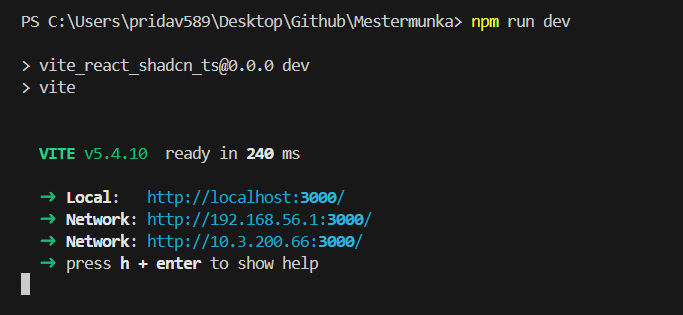 PS C:\Users\pridav589\Desktop\Github\Mestermunka> npm run dev
> vite_react_shadcn_ts@0.0.0 dev
> vite
VITE v5.4.10 ready in 240 ms
➜ Local: http://localhost:3000/
➜ Network: http://192.168.56.1:3000/
➜ Network: http://10.3.200.66:3000/
➜ press h + enter to show help